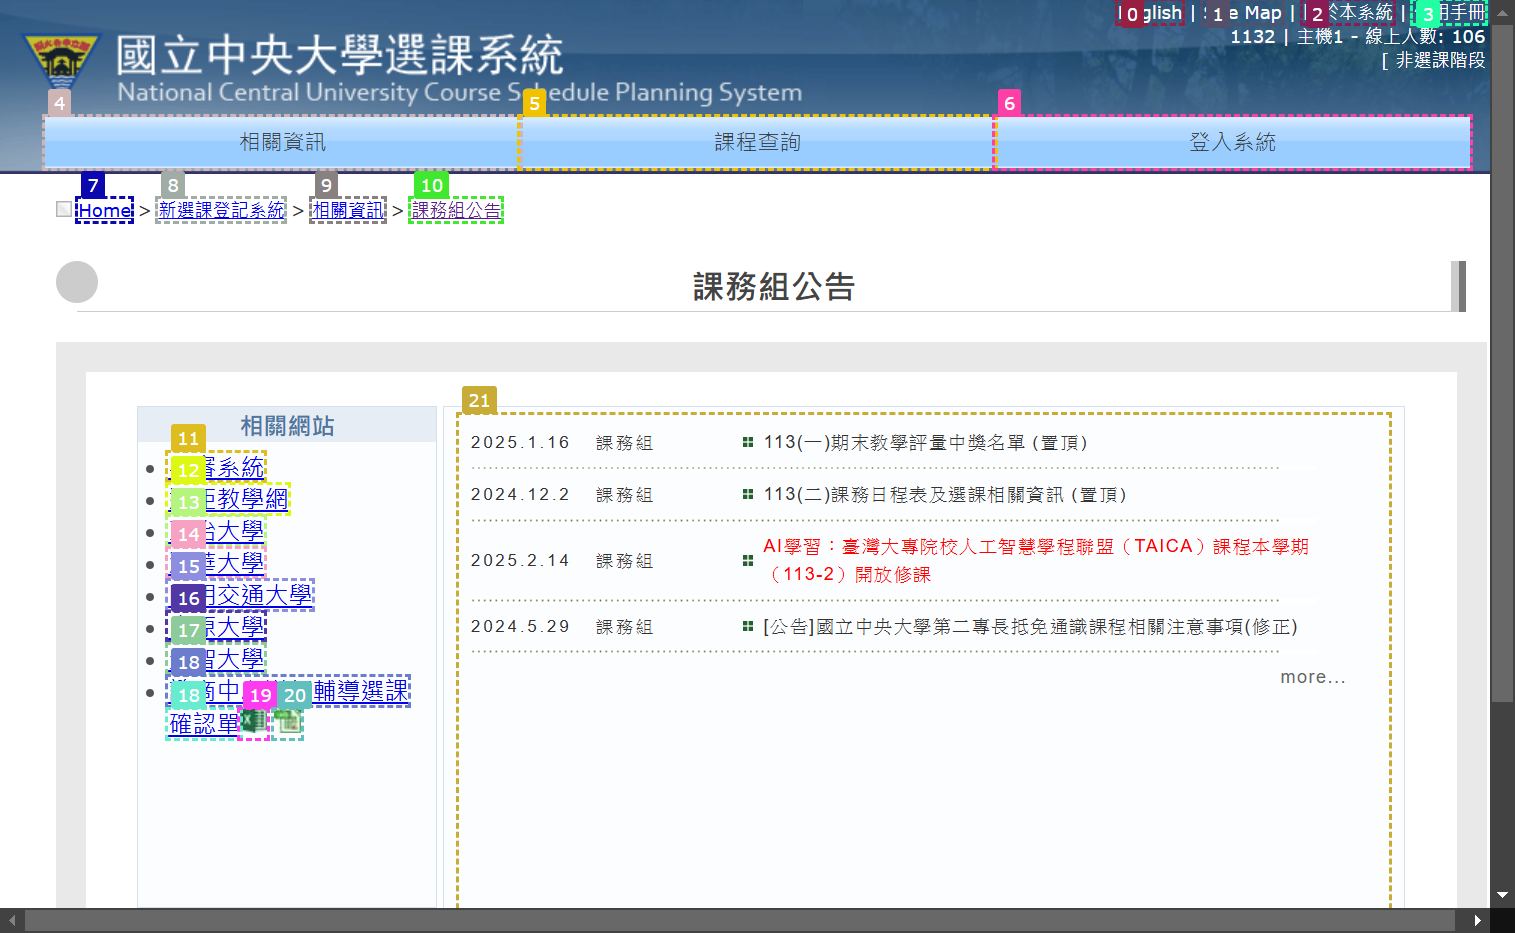 國立中央大學選課系統
National Central University Course Schedule Planning System
0 glish | 1 e Map | 2 於本系統 | 3 用手冊
1132 | 主機1 - 線上人數: 106
[ 非選課階段
4 5 6
相關資訊 課程查詢 登入系統
7 8 9 10
Home > 新選課登記系統 > 相關資訊 > 課務組公告
課務組公告
相關網站
11
12 系統
13 教學網
14 大學
15 大學
16 交通大學
17 大學
18 大學
18 19 20 輔導選課
確認單
21
2025.1.16 課務組 113(一)期末教學評量中獎名單 (置頂)
2024.12.2 課務組 113(二)課務日程表及選課相關資訊 (置頂)
2025.2.14 課務組 AI學習：臺灣大專院校人工智慧學程聯盟（TAICA）課程本學期
（113-2）開放修課
2024.5.29 課務組 [公告]國立中央大學第二專長抵免通識課程相關注意事項(修正)
more...